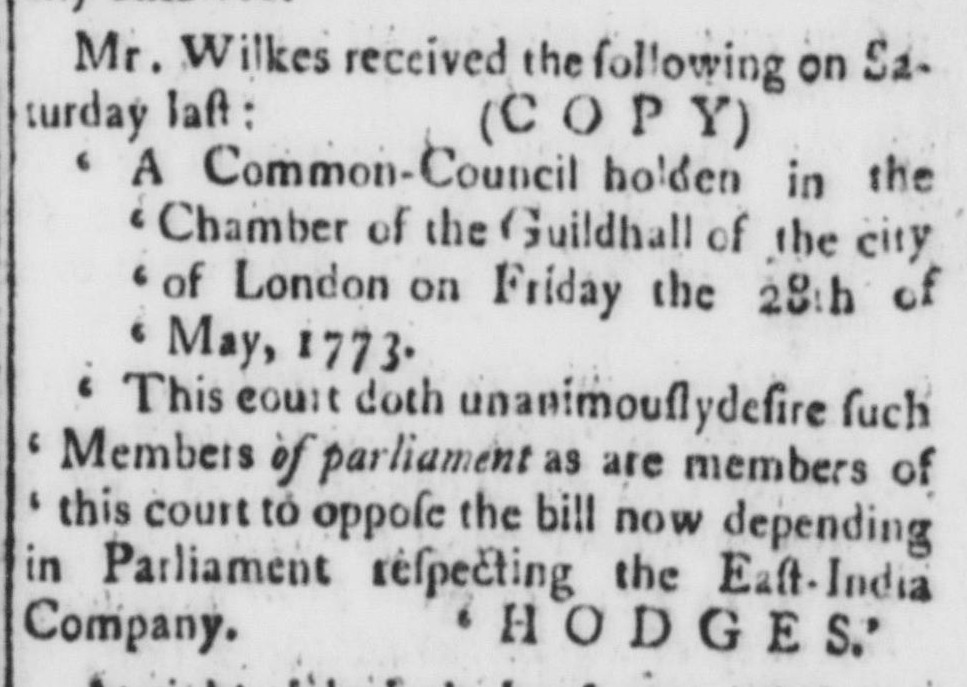 Mr. Wilkes received the following on Sa-
turday laſt: (COPY)
‘ A Common-Council holden in the
‘ Chamber of the Guildhall of the city
‘ of London on Friday the 28th of
‘ May, 1773.
‘ This court doth unanimouſly deſire ſuch
‘ Members of parliament as are members of
‘ this court to oppoſe the bill now depending
in Parliament reſpecting the Eaſt-India
Company. ‘ HODGES.’